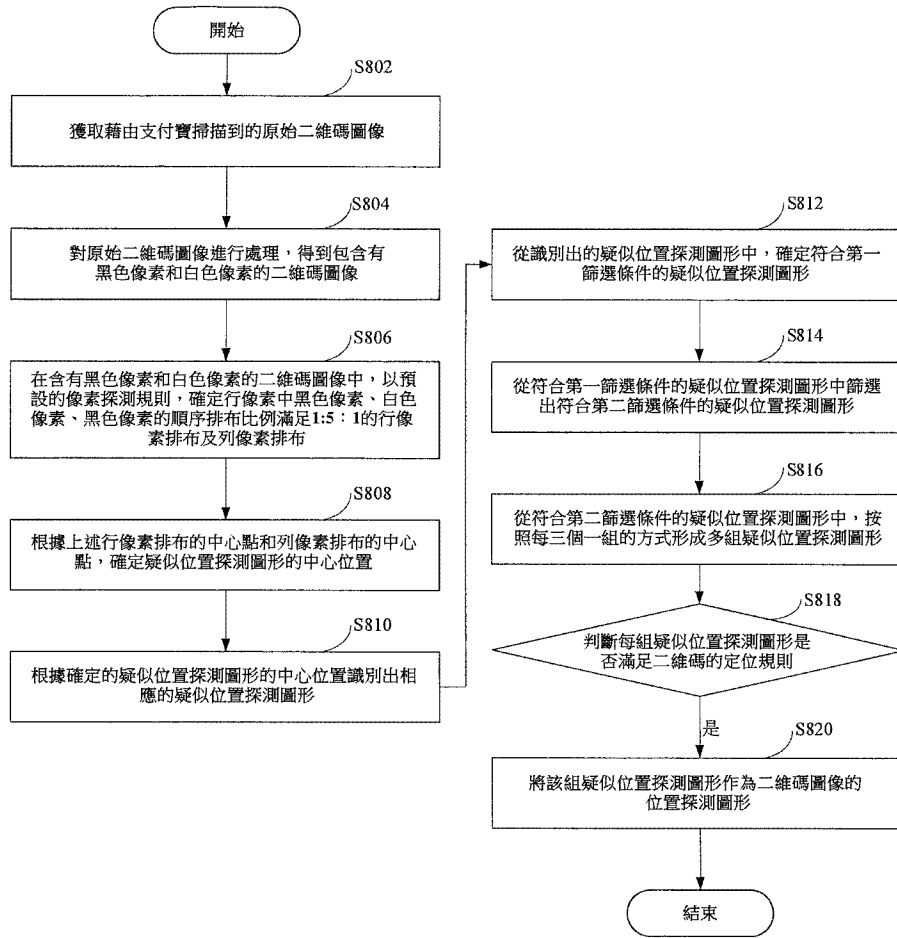 開始
S802
獲取藉由支付寶掃描到的原始二維碼圖像
S804
對原始二維碼圖像進行處理，得到包含有
黑色像素和白色像素的二維碼圖像
S806
在含有黑色像素和白色像素的二維碼圖像中，以預
設的像素探測規則，確定行像素中黑色像素、白色
像素、黑色像素的順序排布比例滿足1:5：1的行像
素排布及列像素排布
S808
根據上述行像素排布的中心點和列像素排布的中心
點，確定疑似位置探測圖形的中心位置
S810
根據確定的疑似位置探測圖形的中心位置識別出相
應的疑似位置探測圖形
S812
從識別出的疑似位置探測圖形中，確定符合第一
篩選條件的疑似位置探測圖形
S814
從符合第一篩選條件的疑似位置探測圖形中篩選
出符合第二篩選條件的疑似位置探測圖形
S816
從符合第二篩選條件的疑似位置探測圖形中，按
照每三個一組的方式形成多組疑似位置探測圖形
S818
判斷每組疑似位置探測圖形是
否滿足二維碼的定位規則
是
S820
將該組疑似位置探測圖形作為二維碼圖像的
位置探測圖形
結束